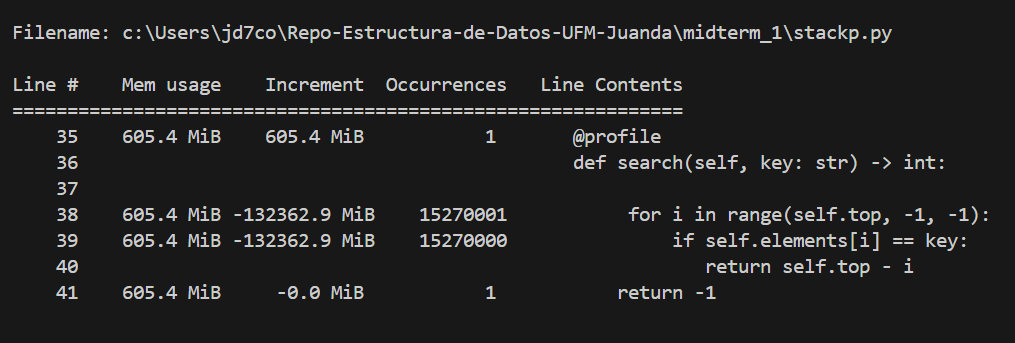 Filename: c:\Users\jd7co\Repo-Estructura-de-Datos-UFM-Juanda\midterm_1\stackp.py
Line #    Mem usage    Increment  Occurrences   Line Contents
=============================================================
    35    605.4 MiB    605.4 MiB           1       @profile
    36                                             def search(self, key: str) -> int:
    37
    38    605.4 MiB -132362.9 MiB    15270001           for i in range(self.top, -1, -1):
    39    605.4 MiB -132362.9 MiB    15270000               if self.elements[i] == key:
    40                                                         return self.top - i
    41    605.4 MiB     -0.0 MiB           1           return -1